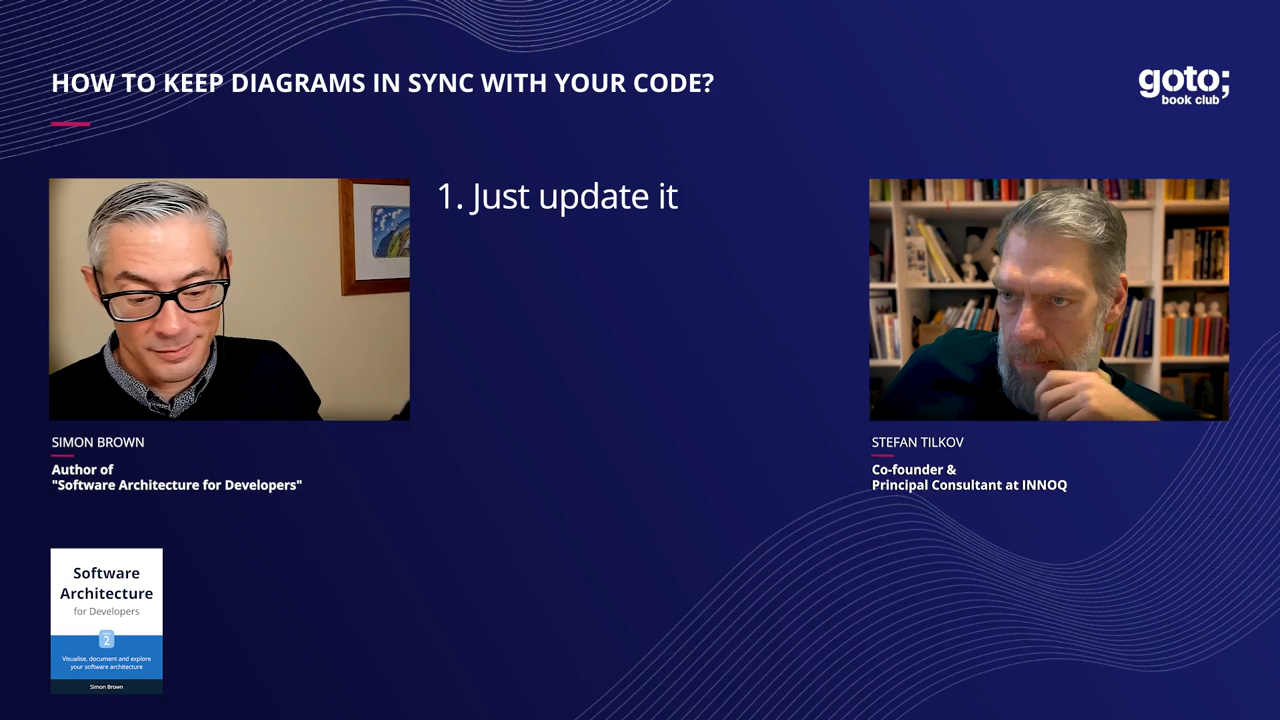 HOW TO KEEP DIAGRAMS IN SYNC WITH YOUR CODE?
goto;
book club
1. Just update it
SIMON BROWN
Author of
"Software Architecture for Developers"
STEFAN TILKOV
Co-founder &
Principal Consultant at INNOQ
Software
Architecture
for Developers
2
Visualise, document and explore
your software architecture
Simon Brown